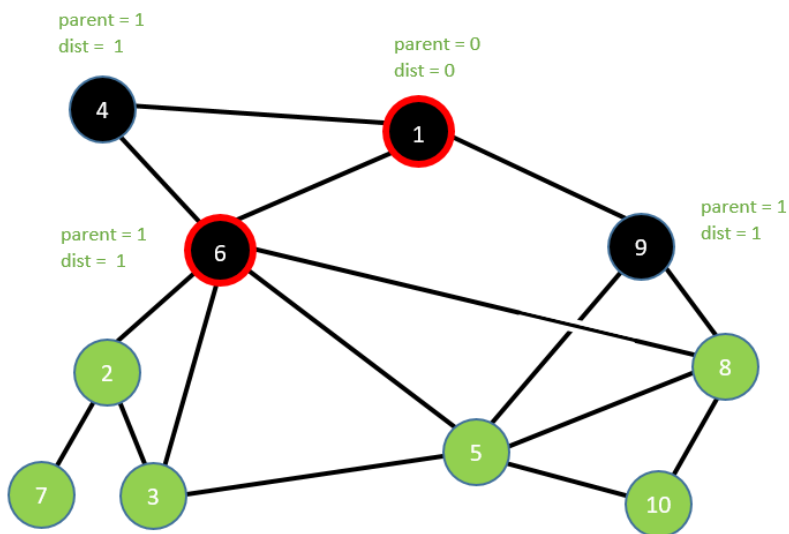 parent = 1
dist =  1
parent = 0
dist = 0
4
1
parent = 1
dist = 1
parent = 1
dist =  1
6
9
2
8
5
7
3
10